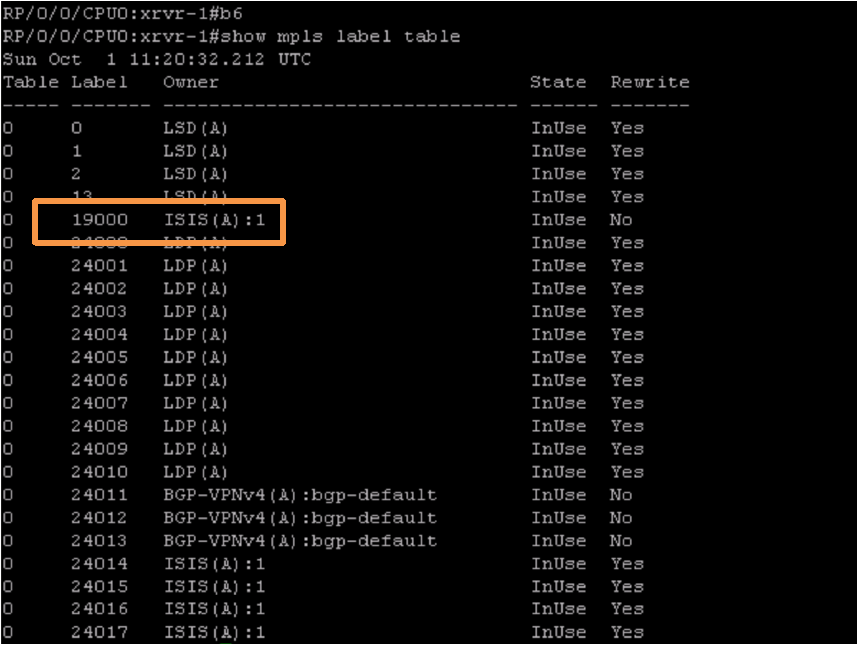 RP/0/0/CPU0:xrvr-1#b6
RP/0/0/CPU0:xrvr-1#show mpls label table
Sun Oct  1 11:20:32.212 UTC
Table Label   Owner                           State  Rewrite
----- ------- ------------------------------- ------ -------
0     0       LSD(A)                          InUse  Yes
0     1       LSD(A)                          InUse  Yes
0     2       LSD(A)                          InUse  Yes
0     13      LSD(A)                          InUse  Yes
0     19000   ISIS(A):1                       InUse  No
0     24000   LDP(A)                          InUse  Yes
0     24001   LDP(A)                          InUse  Yes
0     24002   LDP(A)                          InUse  Yes
0     24003   LDP(A)                          InUse  Yes
0     24004   LDP(A)                          InUse  Yes
0     24005   LDP(A)                          InUse  Yes
0     24006   LDP(A)                          InUse  Yes
0     24007   LDP(A)                          InUse  Yes
0     24008   LDP(A)                          InUse  Yes
0     24009   LDP(A)                          InUse  Yes
0     24010   LDP(A)                          InUse  Yes
0     24011   BGP-VPNv4(A):bgp-default        InUse  No
0     24012   BGP-VPNv4(A):bgp-default        InUse  No
0     24013   BGP-VPNv4(A):bgp-default        InUse  No
0     24014   ISIS(A):1                       InUse  Yes
0     24015   ISIS(A):1                       InUse  Yes
0     24016   ISIS(A):1                       InUse  Yes
0     24017   ISIS(A):1                       InUse  Yes